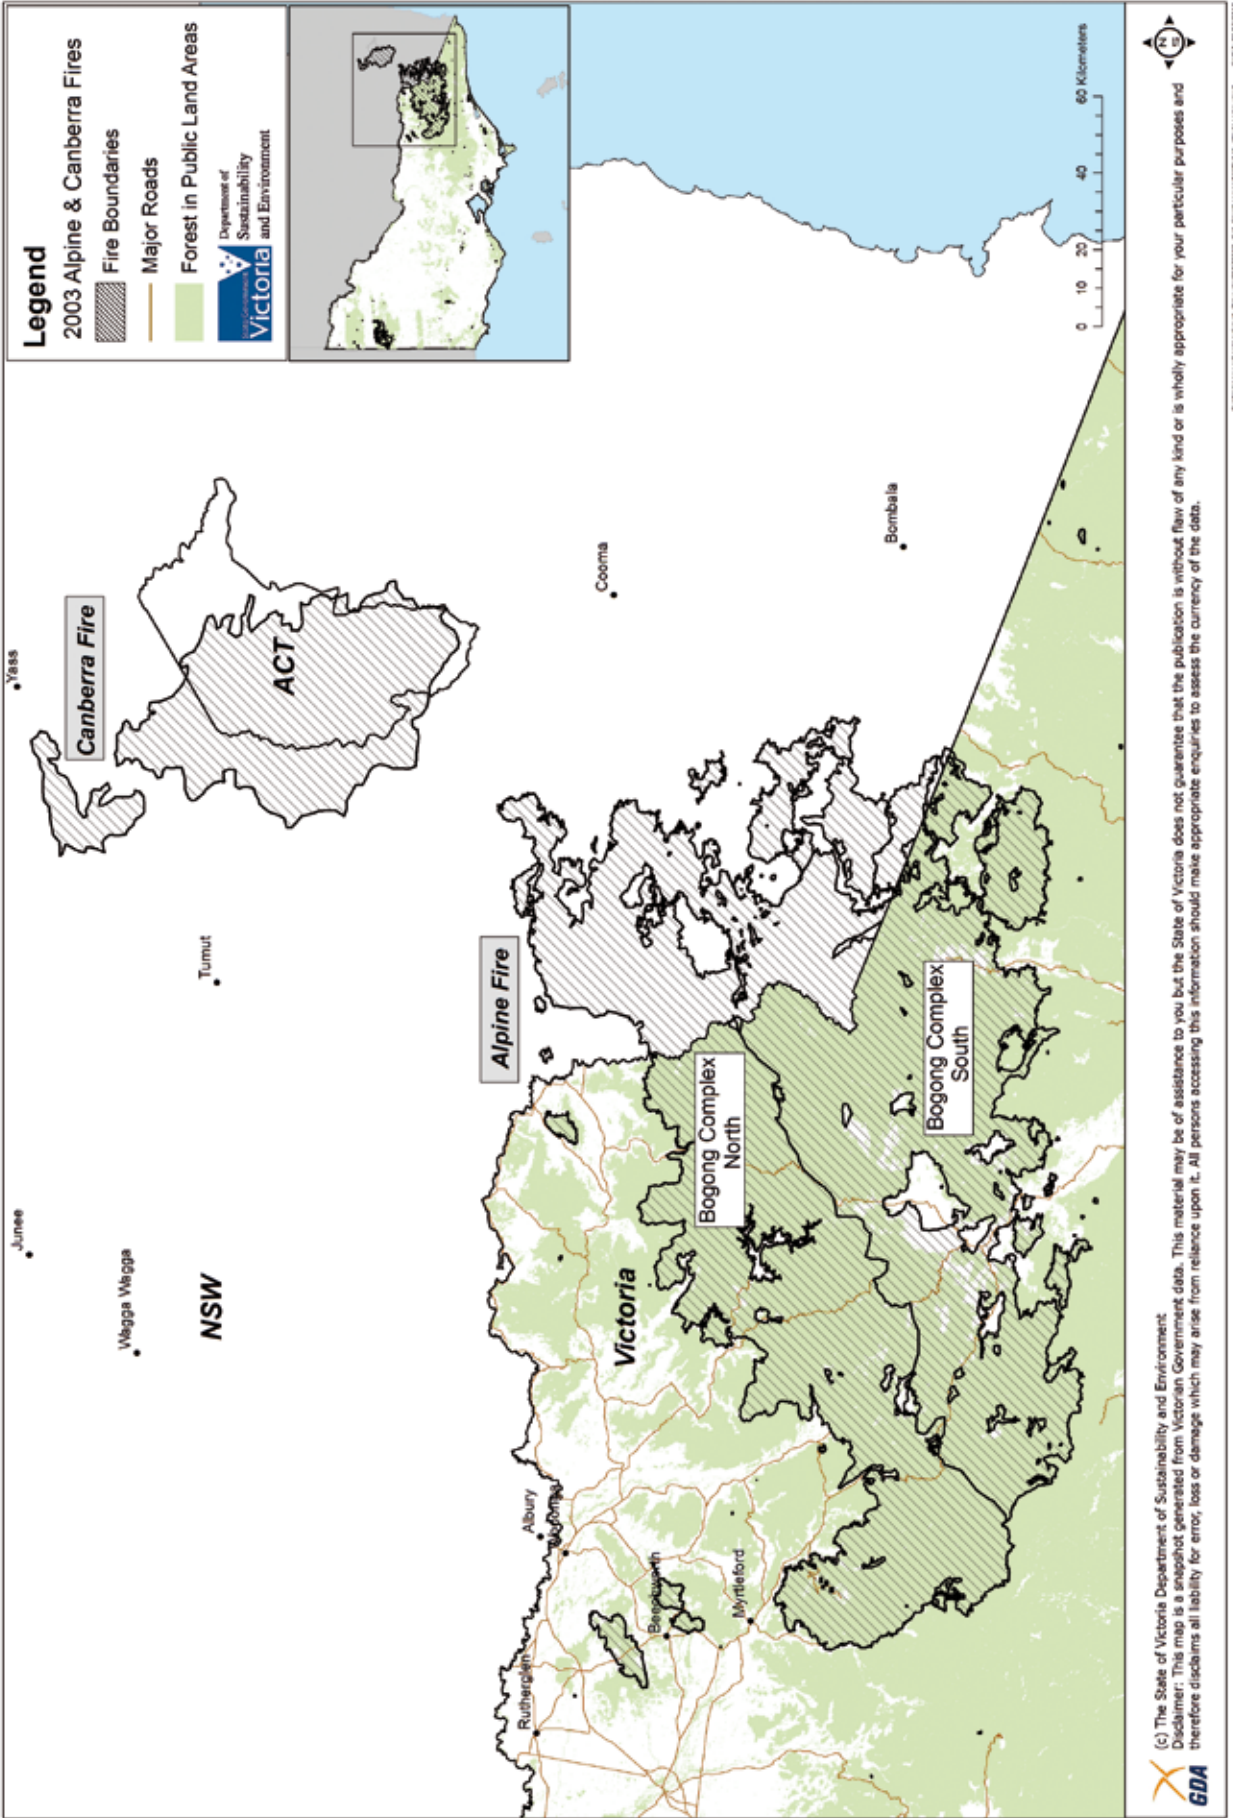 Legend
2003 Alpine & Canberra Fires
Fire Boundaries
Major Roads
Forest in Public Land Areas
Victoria
Department of
Sustainability
and Environment
Yass
Canberra Fire
ACT
Junee
Wagga Wagga
Tumut
NSW
Cooma
Bombala
Alpine Fire
Bogong Complex
North
Bogong Complex
South
Victoria
Albury
Rutherglen
Beechworth
Myrtleford
0 10 20 40 60 Kilometers
N
S
GDA
(c) The State of Victoria Department of Sustainability and Environment
Disclaimer: This map is a snapshot generated from Victorian Government data. This material may be of assistance to you but the State of Victoria does not guarantee that the publication is without flaw of any kind or is wholly appropriate for your particular purposes and
therefore disclaims all liability for error, loss or damage which may arise from reliance upon it. All persons accessing this information should make appropriate enquiries to assess the currency of the data.